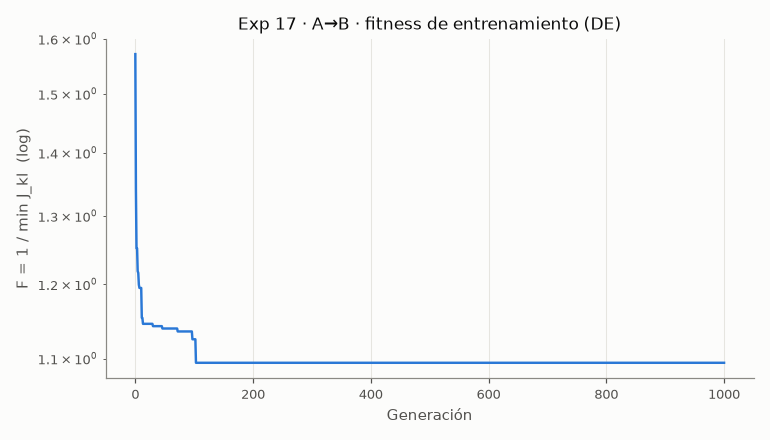 Exp 17 · A→B · fitness de entrenamiento (DE)
F = 1 / min J_kl (log)
1.6 × 10⁰
1.5 × 10⁰
1.4 × 10⁰
1.3 × 10⁰
1.2 × 10⁰
1.1 × 10⁰
0 200 400 600 800 1000
Generación